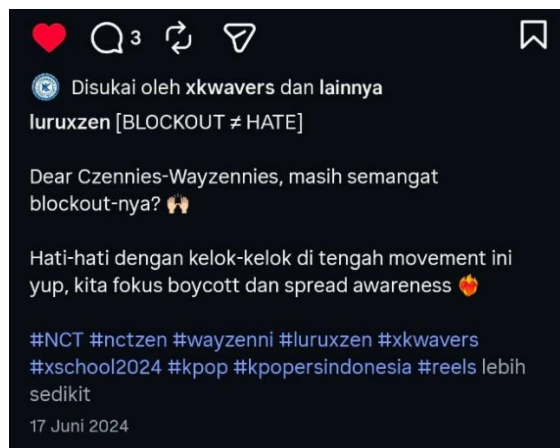 3
Disukai oleh xkwavers dan lainnya
luruxzen [BLOCKOUT ≠ HATE]
Dear Czennies-Wayzennies, masih semangat
blockout-nya? 🙌🏻
Hati-hati dengan kelok-kelok di tengah movement ini
yup, kita fokus boycott dan spread awareness ❤️‍🔥
#NCT #nctzen #wayzenni #luruxzen #xkwavers
#xschool2024 #kpop #kpopersindonesia #reels lebih
sedikit
17 Juni 2024